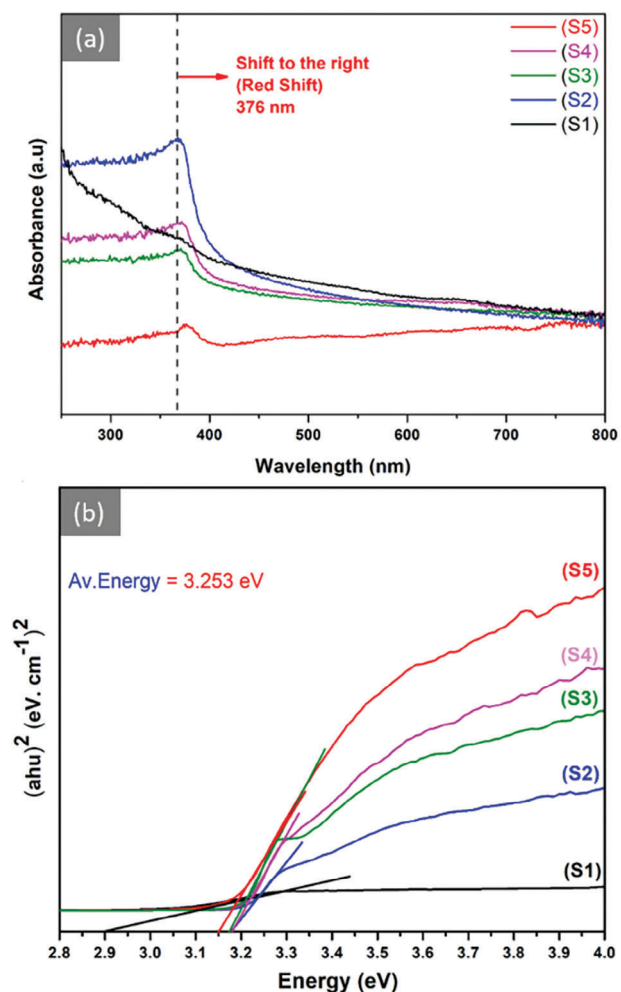 (a)
(S5)
(S4)
(S3)
(S2)
(S1)
Shift to the right
(Red Shift)
376 nm
Absorbance (a.u)
300 400 500 600 700 800
Wavelength (nm)
(b)
Av.Energy = 3.253 eV
(S5)
(S4)
(S3)
(S2)
(S1)
(ahu)² (eV. cm⁻¹)²
2.8 2.9 3.0 3.1 3.2 3.3 3.4 3.5 3.6 3.7 3.8 3.9 4.0
Energy (eV)